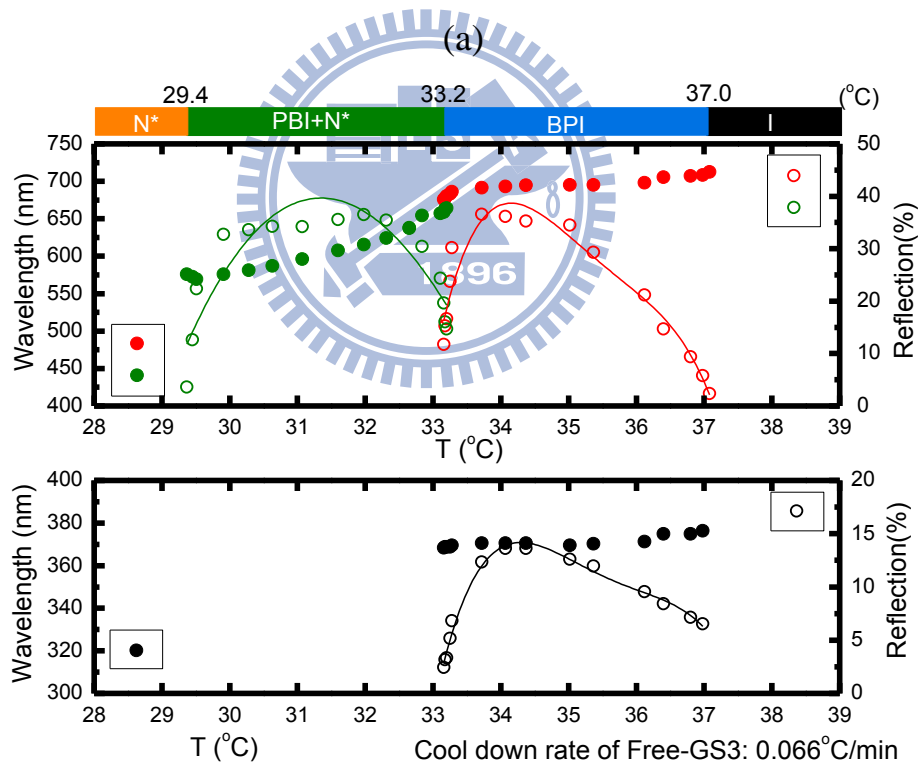 (a)
29.4 33.2 37.0 (°C)
N* PBI+N* BPI I
750 50
700 40
650
600 30
550 20
500
450 10
400 0
Wavelength (nm)
Reflection(%)
1896
28 29 30 31 32 33 34 35 36 37 38 39
T (°C)
400 20
380 15
360
340 10
320 5
300 0
Wavelength (nm)
Reflection(%)
28 29 30 31 32 33 34 35 36 37 38 39
T (°C) Cool down rate of Free-GS3: 0.066°C/min